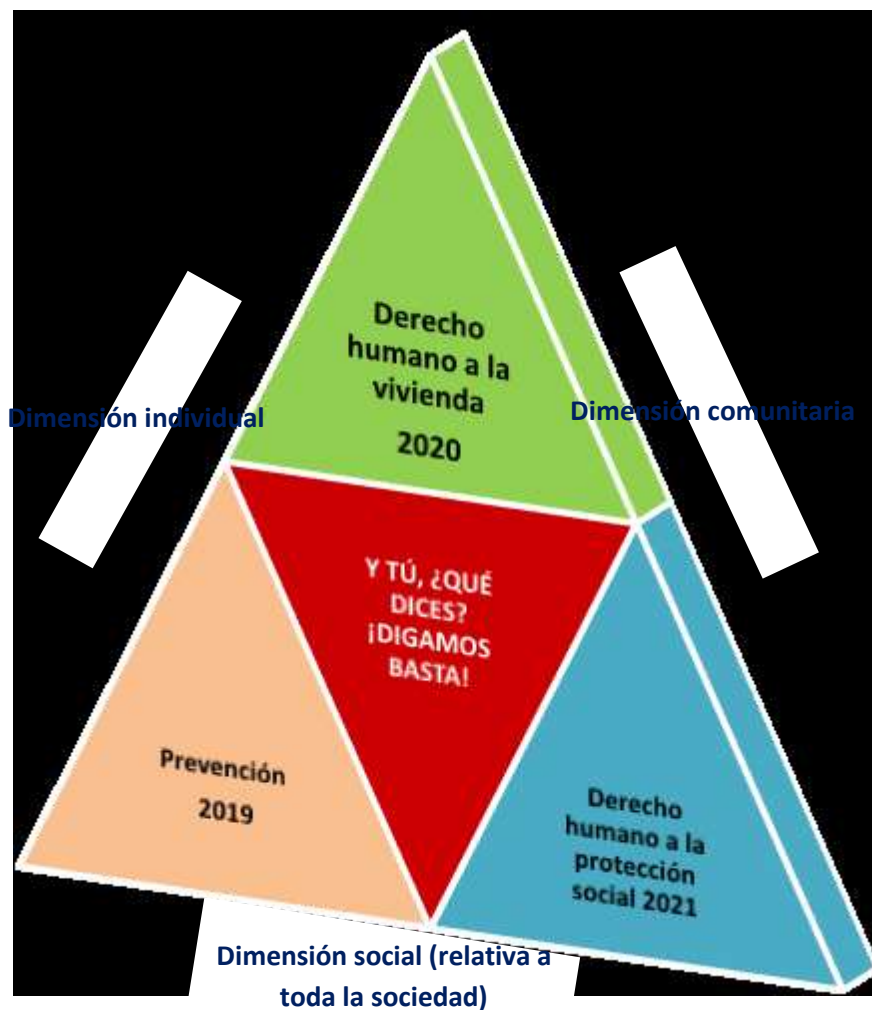 Derecho
humano a la
vivienda
2020
Dimensión individual
Dimensión comunitaria
Y TÚ, ¿QUÉ
DICES?
¡DIGAMOS
BASTA!
Prevención
2019
Derecho
humano a la
protección
social 2021
Dimensión social (relativa a
toda la sociedad)